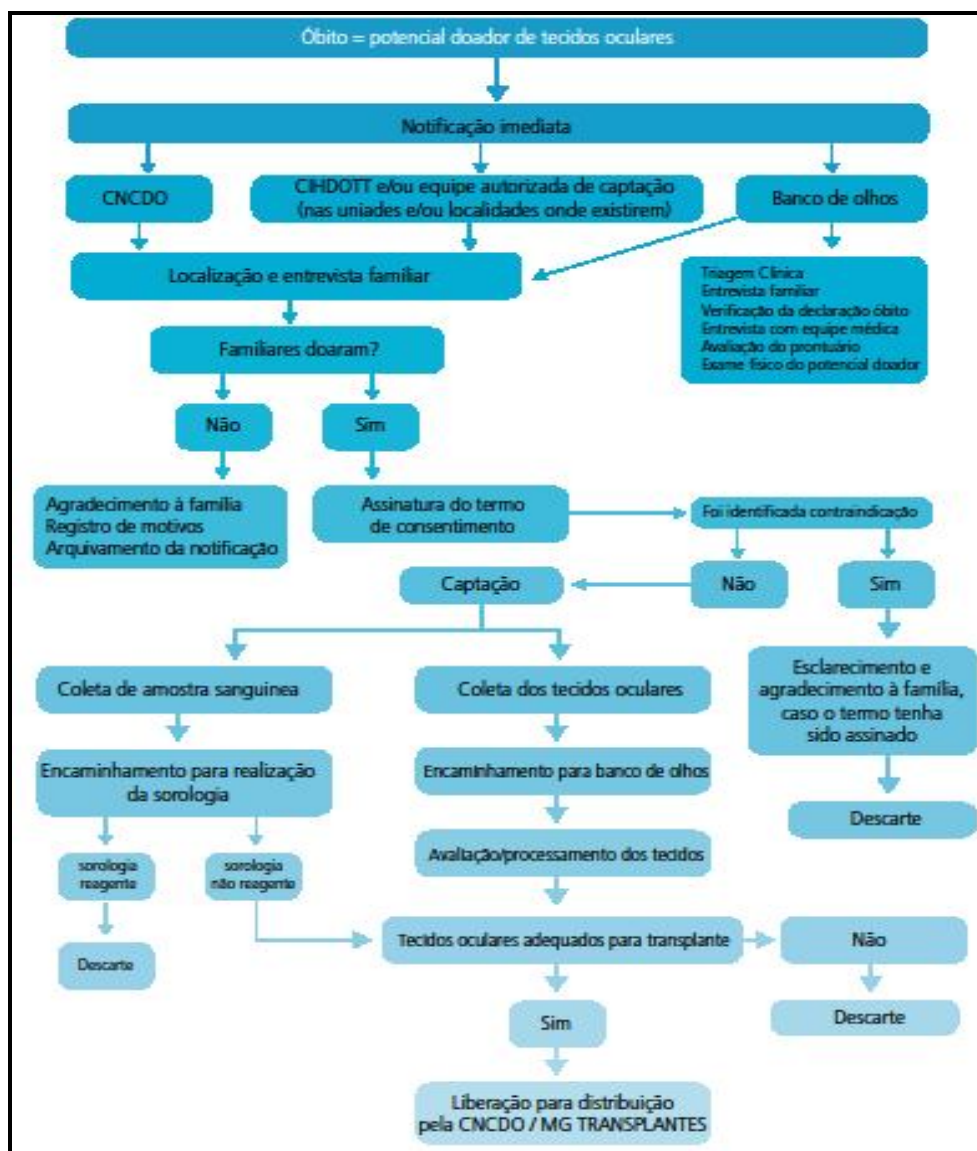 Óbito = potencial doador de tecidos oculares
Notificação imediata
CNCDO
CIHDOTT e/ou equipe autorizada de captação
(nas uniades e/ou localidades onde existirem)
Banco de olhos
Localização e entrevista familiar
Triagem Clínica
Entrevista familiar
Verificação da declaração óbito
Entrevista com equipe médica
Avaliação do prontuário
Exame físico do potencial doador
Familiares doaram?
Não
Sim
Agradecimento à família
Registro de motivos
Arquivamento da notificação
Assinatura do termo
de consentimento
Foi identificada contraindicação
Captação
Não
Sim
Coleta de amostra sanguinea
Coleta dos tecidos oculares
Esclarecimento e
agradecimento à família,
caso o termo tenha
sido assinado
Encaminhamento para realização
da sorologia
Encaminhamento para banco de olhos
Descarte
sorologia
reagente
sorologia
não reagente
Avaliação/processamento dos tecidos
Descarte
Tecidos oculares adequados para transplante
Não
Sim
Descarte
Liberação para distribuição
pela CNCDO / MG TRANSPLANTES